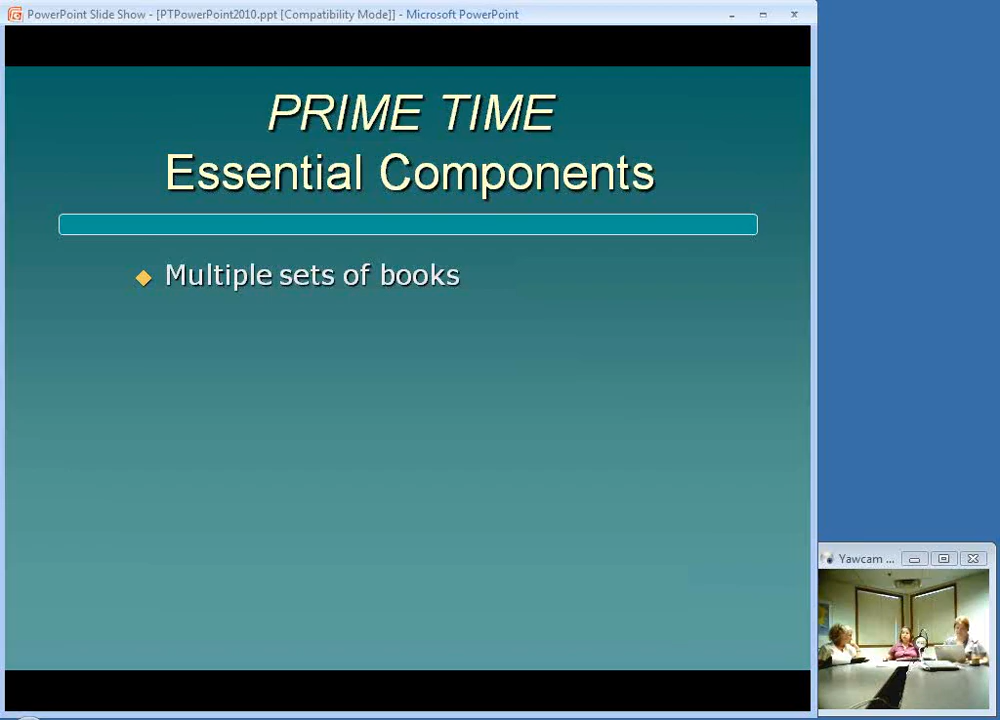 PowerPoint Slide Show - [PTPowerPoint2010.ppt [Compatibility Mode]] - Microsoft PowerPoint
PRIME TIME
Essential Components
Multiple sets of books
Yawcam ...